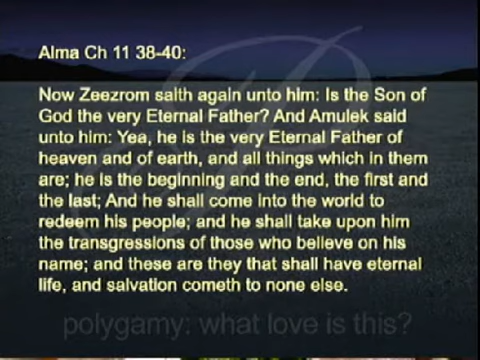 Alma Ch 11 38-40:
Now Zeezrom saith again unto him: Is the Son of
God the very Eternal Father? And Amulek said
unto him: Yea, he is the very Eternal Father of
heaven and of earth, and all things which in them
are; he is the beginning and the end, the first and
the last; And he shall come into the world to
redeem his people; and he shall take upon him
the transgressions of those who believe on his
name; and these are they that shall have eternal
life, and salvation cometh to none else.
polygamy: what love is this?